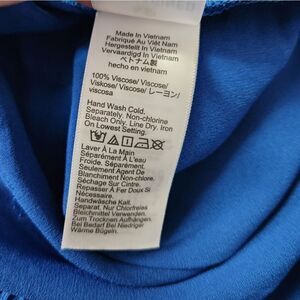 Made in Vietnam
Fabriqué Au Viêt Nam
Hergestellt In Vietnam
Vervaardigd In Vietnam
ベトナム製
hecho en vietnam
100% Viscose/ Viscose/
Viskose/ Viscose/ レーヨン/
viscosa
Hand Wash Cold.
Separately. Non-chlorine
Bleach Only. Line Dry. Iron
On Lowest Setting.
Laver À La Main
Séparément À L'eau
Froide. Séparément
Seulement Agent De
Blanchiment Non-chlore.
Séchage Sur Cintre.
Repasser À Fer Doux Si
Nécessaire.
Handwäsche Kalt.
Separat. Nur Chlorfreies
Bleichmittel Verwenden.
Zum Trocknen Aufhängen.
Bei Bedarf Bei Niedriger
Wärme Bügeln.